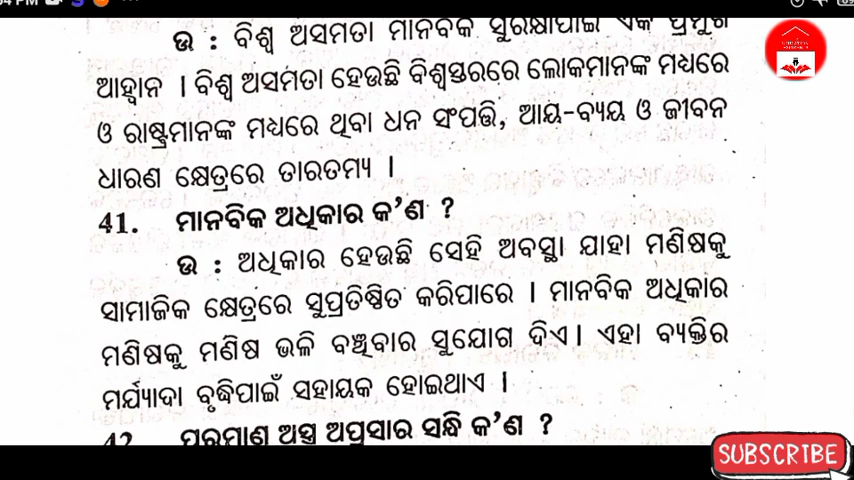 ଉ : ବିଶ୍ୱ ଅସମତା ମାନବିକ ସୁରକ୍ଷାପାଇଁ ଏକ ପ୍ରମୁଖ
ଆହ୍ୱାନ । ବିଶ୍ୱ ଅସମତା ହେଉଛି ବିଶ୍ୱସ୍ତରରେ ଲୋକମାନଙ୍କ ମଧ୍ୟରେ
ଓ ରାଷ୍ଟ୍ରମାନଙ୍କ ମଧ୍ୟରେ ଥିବା ଧନ ସଂପତ୍ତି, ଆୟ-ବ୍ୟୟ ଓ ଜୀବନ
ଧାରଣ କ୍ଷେତ୍ରରେ ତାରତମ୍ୟ ।
41. ମାନବିକ ଅଧିକାର କ'ଣ ?
ଉ : ଅଧିକାର ହେଉଛି ସେହି ଅବସ୍ଥା ଯାହା ମଣିଷକୁ
ସାମାଜିକ କ୍ଷେତ୍ରରେ ସୁପ୍ରତିଷ୍ଠିତ କରିପାରେ । ମାନବିକ ଅଧିକାର
ମଣିଷକୁ ମଣିଷ ଭଳି ବଞ୍ଚିବାର ସୁଯୋଗ ଦିଏ। ଏହା ବ୍ୟକ୍ତିର
ମର୍ଯ୍ୟାଦା ବୃଦ୍ଧିପାଇଁ ସହାୟକ ହୋଇଥାଏ ।
42. ପରମାଣୁ ଅସ୍ତ୍ର ଅପ୍ରସାର ସନ୍ଧି କ'ଣ ?
SUBSCRIBE